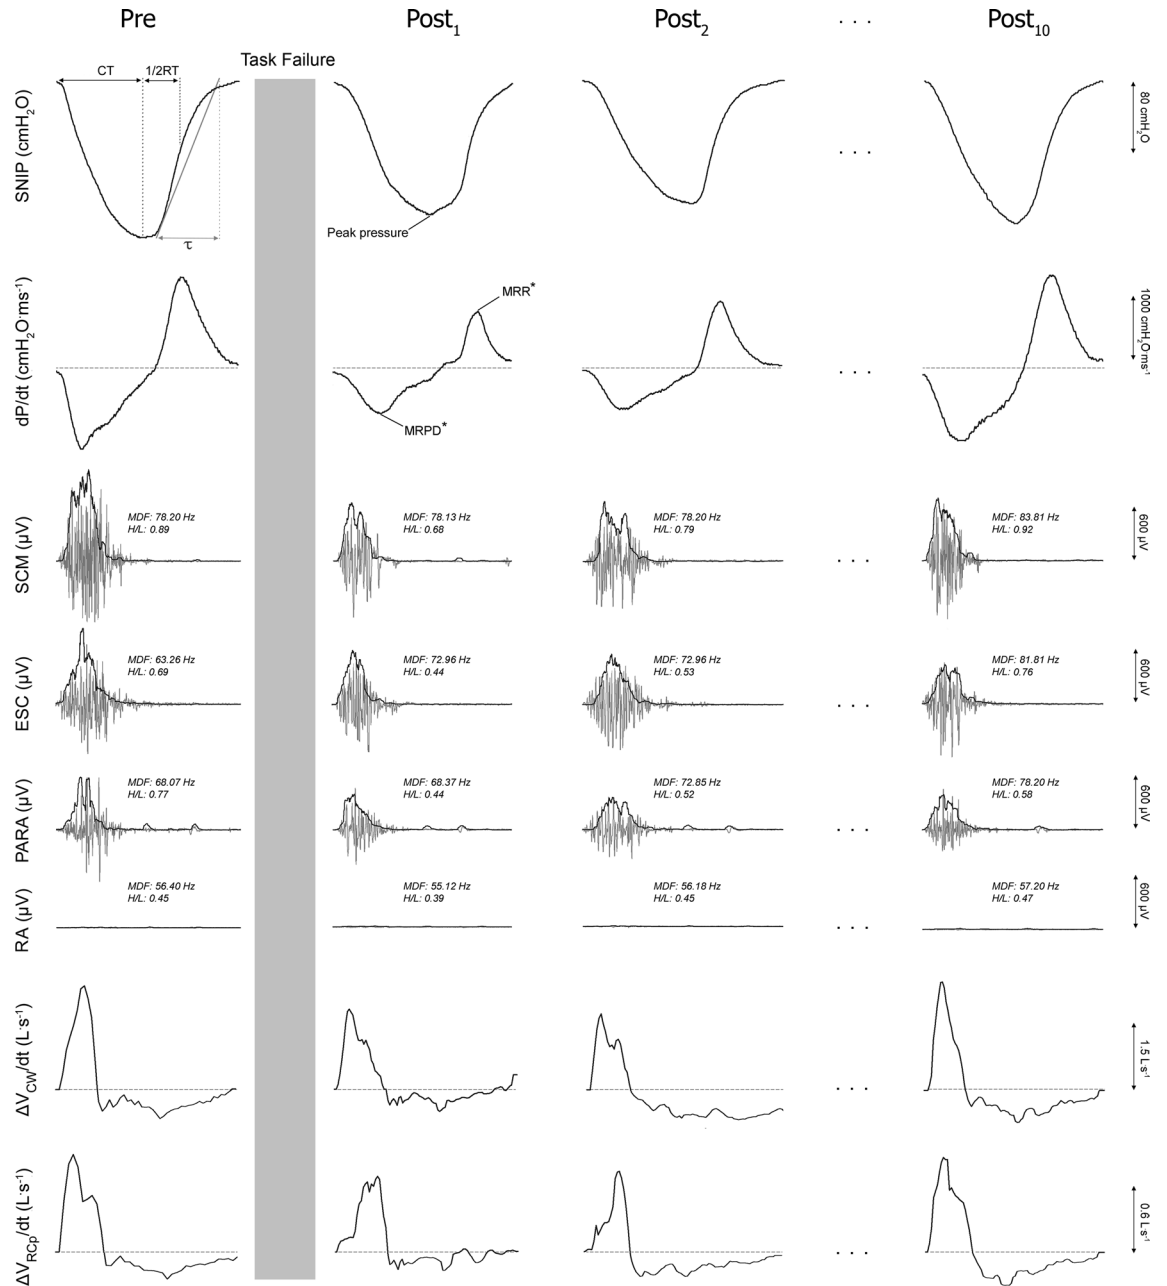 Pre Post1 Post2 . . . Post10
Task Failure
CT 1/2RT
SNIP (cmH2O)
80 cmH2O
. . .
Peak pressure
τ
dP/dt (cmH2O·ms-1)
1000 cmH2O·ms-1
MRR*
. . .
MRPD*
SCM (µV)
MDF: 78.20 Hz
H/L: 0.89
MDF: 78.13 Hz
H/L: 0.68
MDF: 78.20 Hz
H/L: 0.79
. . .
MDF: 83.81 Hz
H/L: 0.92
600 µV
ESC (µV)
MDF: 63.26 Hz
H/L: 0.69
MDF: 72.96 Hz
H/L: 0.44
MDF: 72.96 Hz
H/L: 0.53
. . .
MDF: 81.81 Hz
H/L: 0.76
600 µV
PARA (µV)
MDF: 68.07 Hz
H/L: 0.77
MDF: 68.37 Hz
H/L: 0.44
MDF: 72.85 Hz
H/L: 0.52
. . .
MDF: 78.20 Hz
H/L: 0.58
600 µV
RA (µV)
MDF: 56.40 Hz
H/L: 0.45
MDF: 55.12 Hz
H/L: 0.39
MDF: 56.18 Hz
H/L: 0.45
. . .
MDF: 57.20 Hz
H/L: 0.47
600 µV
ΔVCW/dt (L·s-1)
. . .
1.5 L·s-1
ΔVRCp/dt (L·s-1)
. . .
0.6 L·s-1